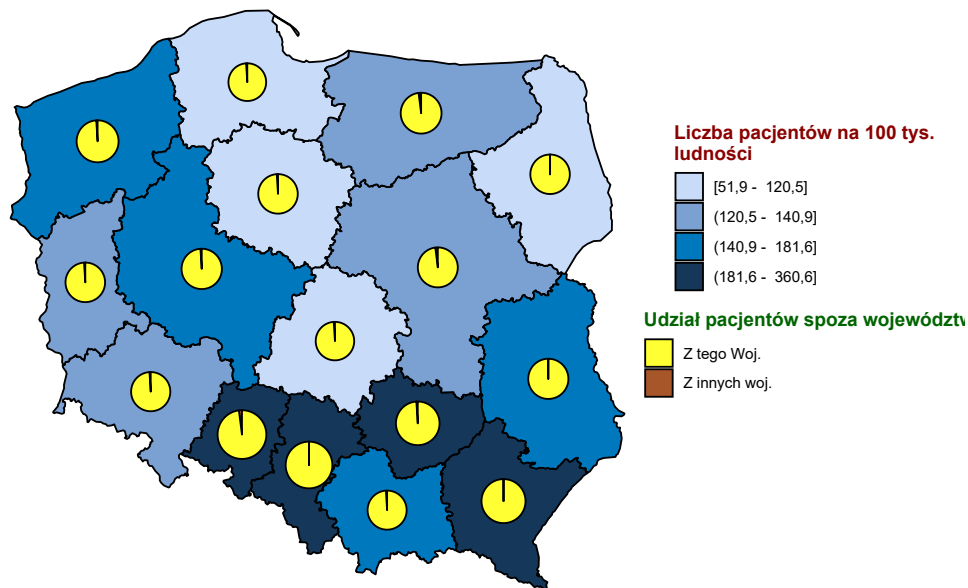 Liczba pacjentów na 100 tys.
ludności
[51,9 - 120,5]
(120,5 - 140,9]
(140,9 - 181,6]
(181,6 - 360,6]
Udział pacjentów spoza województw
Z tego Woj.
Z innych woj.